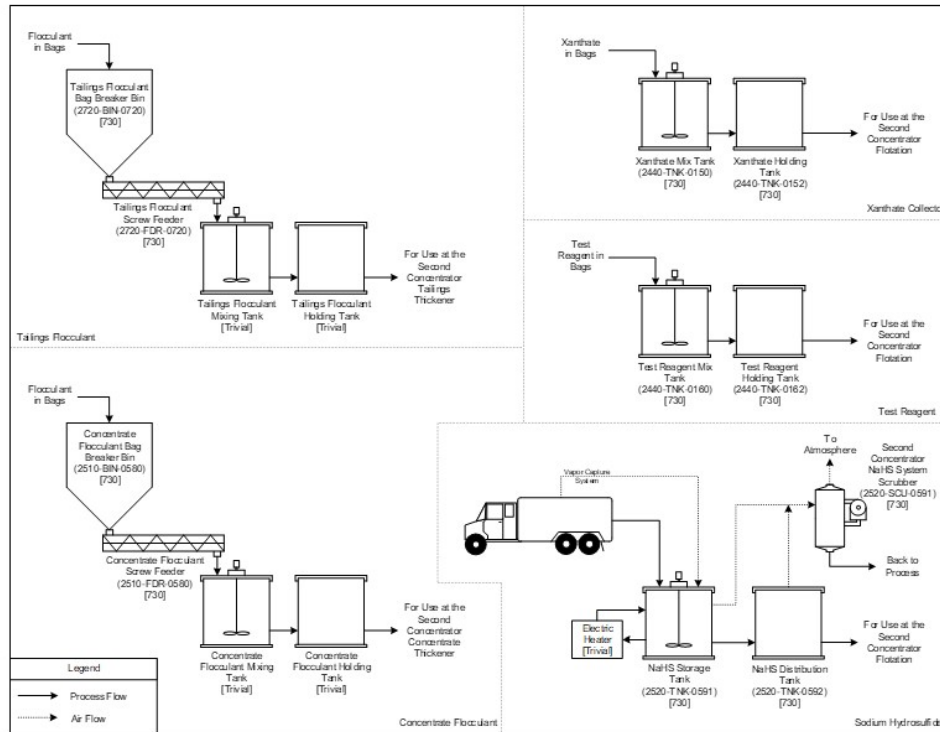 Flocculant
in Bags
Tailings Flocculant
Bag Breaker Bin
(2720-BIN-0720)
[730]
Tailings Flocculant
Screw Feeder
(2720-FDR-0720)
[730]
Tailings Flocculant
Mixing Tank
[Trivial]
Tailings Flocculant
Holding Tank
[Trivial]
For Use at the
Second
Concentrator
Tailings
Thickener
Tailings Flocculant
Xanthate
in Bags
Xanthate Mix Tank
(2440-TNK-0150)
[730]
Xanthate Holding
Tank
(2440-TNK-0152)
[730]
For Use at the
Second
Concentrator
Flotation
Xanthate Collector
Test
Reagent in
Bags
Test Reagent Mix
Tank
(2440-TNK-0160)
[730]
Test Reagent
Holding Tank
(2440-TNK-0162)
[730]
For Use at the
Second
Concentrator
Flotation
Test Reagent
Flocculant
in Bags
Concentrate
Flocculant Bag
Breaker Bin
(2510-BIN-0580)
[730]
Concentrate Flocculant
Screw Feeder
(2510-FDR-0580)
[730]
Concentrate
Flocculant Mixing
Tank
[Trivial]
Concentrate
Flocculant Holding
Tank
[Trivial]
For Use at the
Second
Concentrator
Concentrate
Thickener
Concentrate Flocculant
Legend
Process Flow
Air Flow
Vapor Capture
System
To
Atmosphere
Second
Concentrator
NaHS System
Scrubber
(2520-SCU-0591)
[730]
Back to
Process
Electric
Heater
[Trivial]
NaHS Storage
Tank
(2520-TNK-0591)
[730]
NaHS Distribution
Tank
(2520-TNK-0592)
[730]
For Use at the
Second
Concentrator
Flotation
Sodium Hydrosulfide